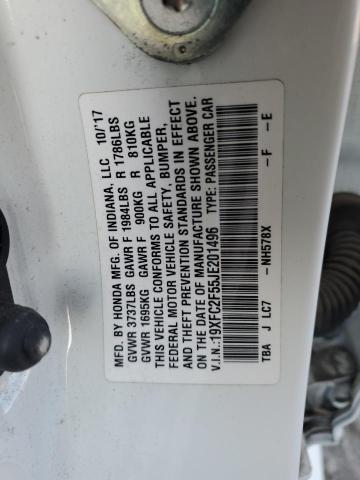 MFD. BY HONDA MFG. OF INDIANA, LLC 10/'17
GVWR 3737LBS GAWR F 1984LBS R 1786LBS
GVWR 1695KG GAWR F 900KG R 810KG
THIS VEHICLE CONFORMS TO ALL APPLICABLE
FEDERAL MOTOR VEHICLE SAFETY, BUMPER,
AND THEFT PREVENTION STANDARDS IN EFFECT
ON THE DATE OF MANUFACTURE SHOWN ABOVE.
V.I.N.:19XFC2F55JE201496 TYPE: PASSENGER CAR
TBA J LC7 -NH578X -F -E